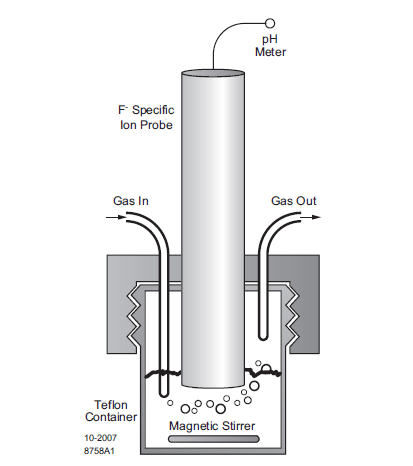 pH
Meter
F- Specific
Ion Probe
Gas In
Gas Out
Teflon
Container
Magnetic Stirrer
10-2007
8758A1